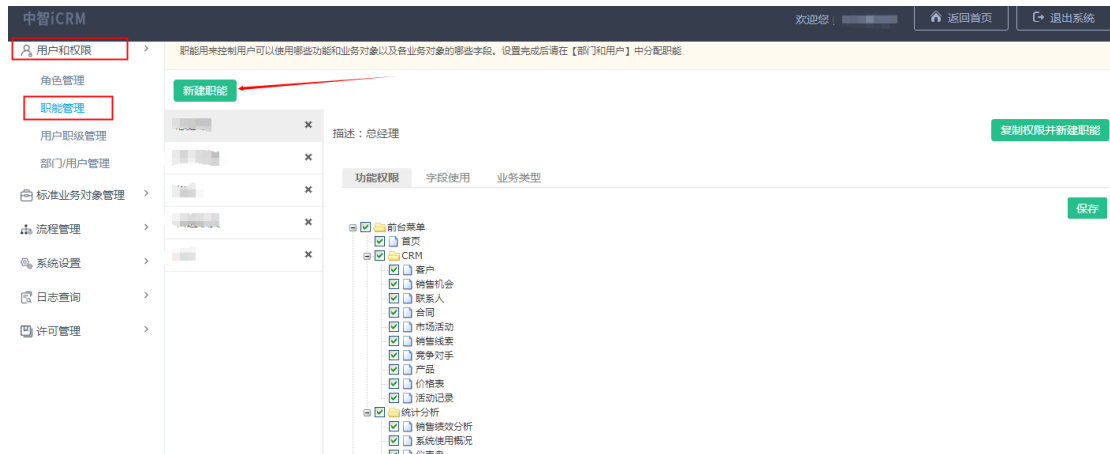 中智iCRM
欢迎您：
返回首页
退出系统
用户和权限
角色管理
职能管理
用户职级管理
部门/用户管理
标准业务对象管理
流程管理
系统设置
日志查询
许可管理
职能用来控制用户可以使用哪些功能和业务对象以及各业务对象的哪些字段。设置完成后请在【部门和用户】中分配职能
新建职能
描述：总经理
复制权限并新建职能
功能权限 字段使用 业务类型
保存
前台菜单
首页
CRM
客户
销售机会
联系人
合同
市场活动
销售线索
竞争对手
产品
价格表
活动记录
统计分析
销售绩效分析
系统使用概况